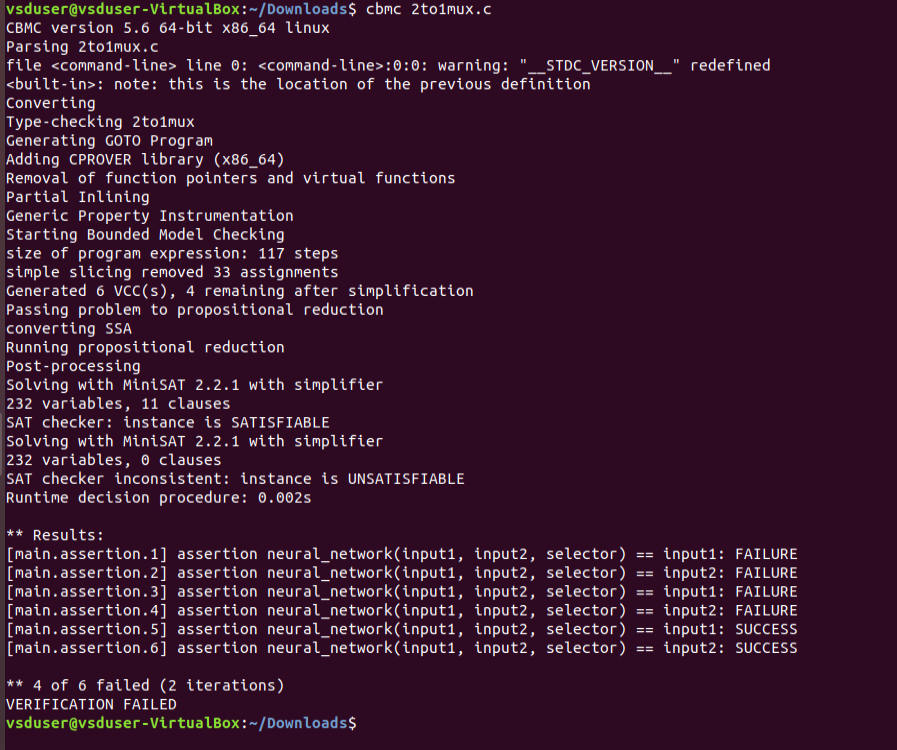 vsduser@vsduser-VirtualBox:~/Downloads$ cbmc 2to1mux.c
CBMC version 5.6 64-bit x86_64 linux
Parsing 2to1mux.c
file <command-line> line 0: <command-line>:0:0: warning: "__STDC_VERSION__" redefined
<built-in>: note: this is the location of the previous definition
Converting
Type-checking 2to1mux
Generating GOTO Program
Adding CPROVER library (x86_64)
Removal of function pointers and virtual functions
Partial Inlining
Generic Property Instrumentation
Starting Bounded Model Checking
size of program expression: 117 steps
simple slicing removed 33 assignments
Generated 6 VCC(s), 4 remaining after simplification
Passing problem to propositional reduction
converting SSA
Running propositional reduction
Post-processing
Solving with MiniSAT 2.2.1 with simplifier
232 variables, 11 clauses
SAT checker: instance is SATISFIABLE
Solving with MiniSAT 2.2.1 with simplifier
232 variables, 0 clauses
SAT checker inconsistent: instance is UNSATISFIABLE
Runtime decision procedure: 0.002s
** Results:
[main.assertion.1] assertion neural_network(input1, input2, selector) == input1: FAILURE
[main.assertion.2] assertion neural_network(input1, input2, selector) == input2: FAILURE
[main.assertion.3] assertion neural_network(input1, input2, selector) == input1: FAILURE
[main.assertion.4] assertion neural_network(input1, input2, selector) == input2: FAILURE
[main.assertion.5] assertion neural_network(input1, input2, selector) == input1: SUCCESS
[main.assertion.6] assertion neural_network(input1, input2, selector) == input2: SUCCESS
** 4 of 6 failed (2 iterations)
VERIFICATION FAILED
vsduser@vsduser-VirtualBox:~/Downloads$